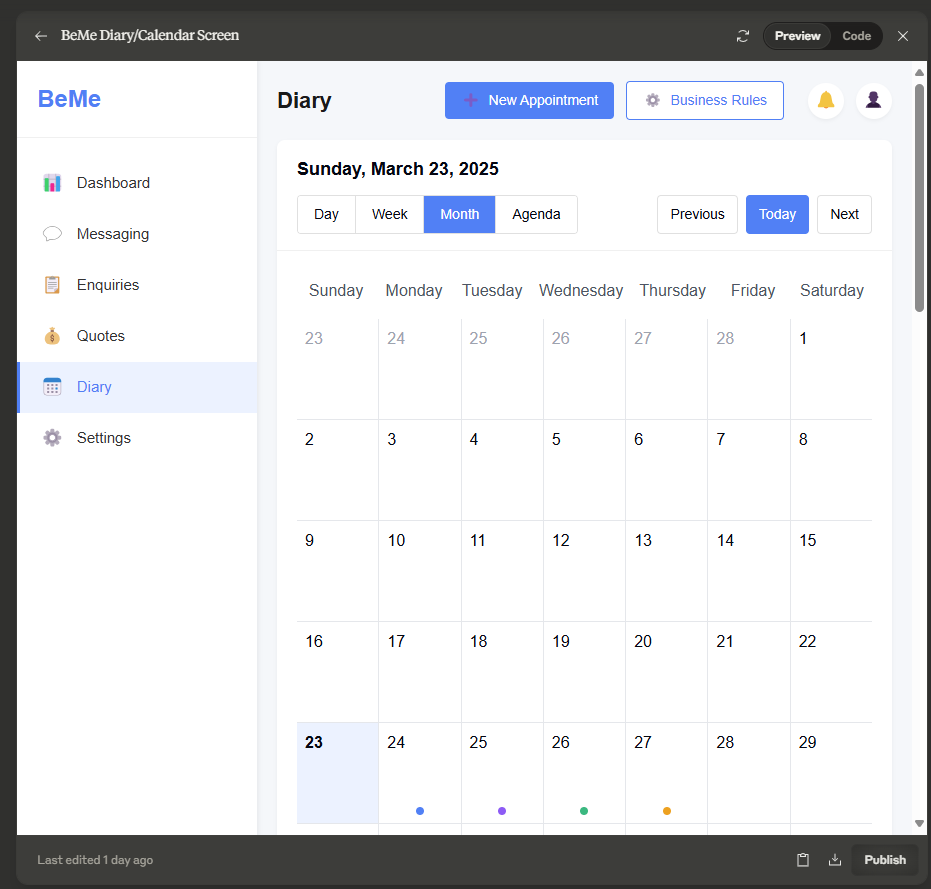 BeMe Diary/Calendar Screen
Preview Code
BeMe
Dashboard
Messaging
Enquiries
Quotes
Diary
Settings
Diary
New Appointment
Business Rules
Sunday, March 23, 2025
Day Week Month Agenda
Previous Today Next
Sunday Monday Tuesday Wednesday Thursday Friday Saturday
23 24 25 26 27 28 1
2 3 4 5 6 7 8
9 10 11 12 13 14 15
16 17 18 19 20 21 22
23 24 25 26 27 28 29
Last edited 1 day ago
Publish